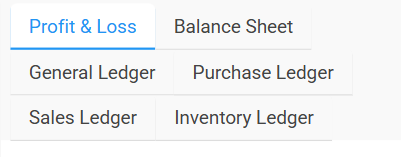 Profit & Loss Balance Sheet
General Ledger Purchase Ledger
Sales Ledger Inventory Ledger